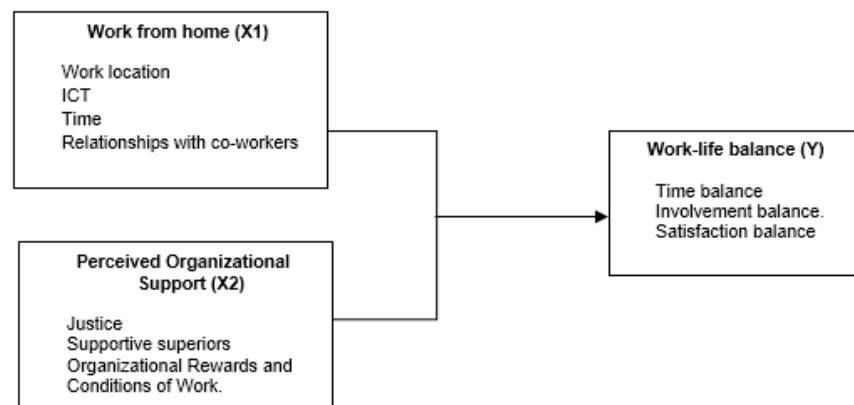 Work from home (X1)
Work location
ICT
Time
Relationships with co-workers
Work-life balance (Y)
Time balance
Involvement balance.
Satisfaction balance
Perceived Organizational
Support (X2)
Justice
Supportive superiors
Organizational Rewards and
Conditions of Work.